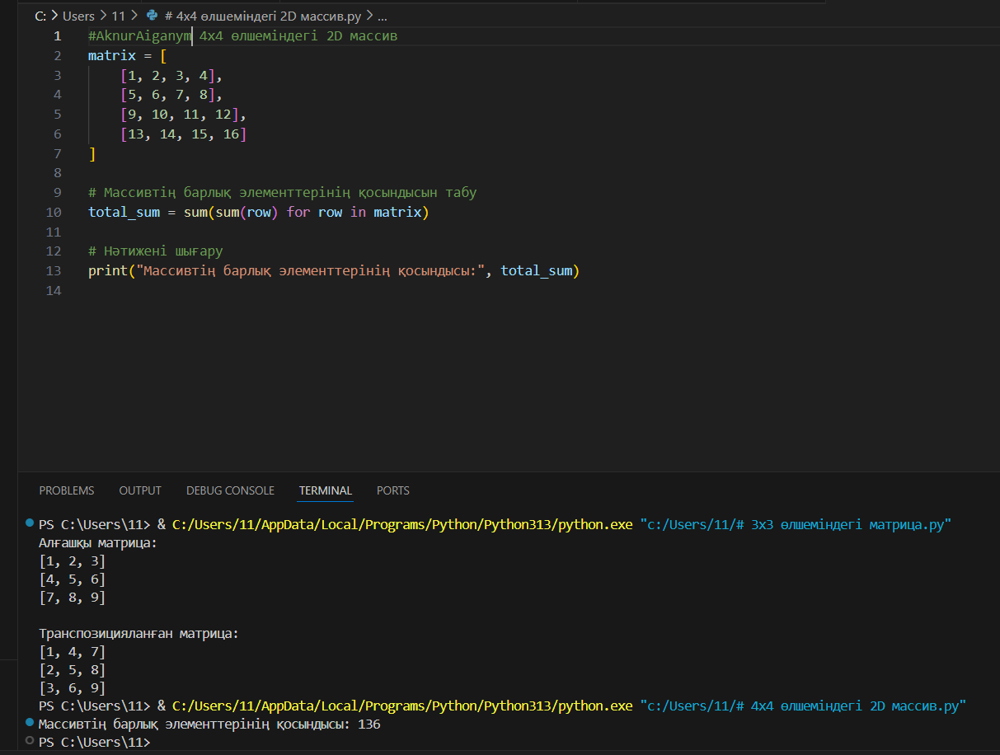 C: > Users > 11 > # 4x4 өлшеміндегі 2D массив.py > ...
1 #AknurAiganym 4x4 өлшеміндегі 2D массив
2 matrix = [
3     [1, 2, 3, 4],
4     [5, 6, 7, 8],
5     [9, 10, 11, 12],
6     [13, 14, 15, 16]
7 ]
8
9 # Массивтің барлық элементтерінің қосындысын табу
10 total_sum = sum(sum(row) for row in matrix)
11
12 # Нәтижені шығару
13 print("Массивтің барлық элементтерінің қосындысы:", total_sum)
14
PROBLEMS OUTPUT DEBUG CONSOLE TERMINAL PORTS
PS C:\Users\11> & C:/Users/11/AppData/Local/Programs/Python/Python313/python.exe "c:/Users/11/# 3x3 өлшеміндегі матрица.py"
Алғашқы матрица:
[1, 2, 3]
[4, 5, 6]
[7, 8, 9]
Транспозицияланған матрица:
[1, 4, 7]
[2, 5, 8]
[3, 6, 9]
PS C:\Users\11> & C:/Users/11/AppData/Local/Programs/Python/Python313/python.exe "c:/Users/11/# 4x4 өлшеміндегі 2D массив.py"
Массивтің барлық элементтерінің қосындысы: 136
PS C:\Users\11>